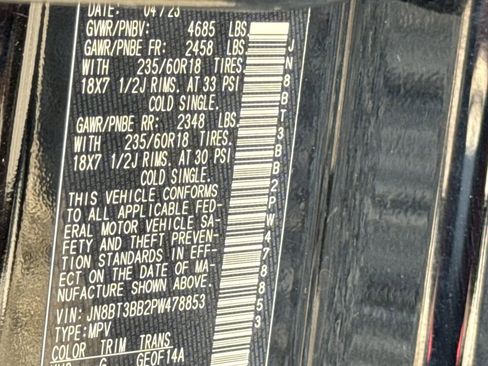 DATE: 04/23
GVWR/PNBV: 4685 LBS
GAWR/PNBE FR: 2458 LBS
WITH 235/60R18 TIRES,
18X7 1/2J RIMS, AT 33 PSI
COLD SINGLE.
GAWR/PNBE RR: 2348 LBS
WITH 235/60R18 TIRES,
18X7 1/2J RIMS, AT 30 PSI
COLD SINGLE.
THIS VEHICLE CONFORMS
TO ALL APPLICABLE FED-
ERAL MOTOR VEHICLE SA-
FETY AND THEFT PREVEN-
TION STANDARDS IN EFF-
ECT ON THE DATE OF MA-
NUFACTURE SHOWN ABOVE.
VIN: JN8BT3BB2PW478853
TYPE: MPV
COLOR TRIM TRANS
G GE0F14A
JN8BT3BB2PW478853